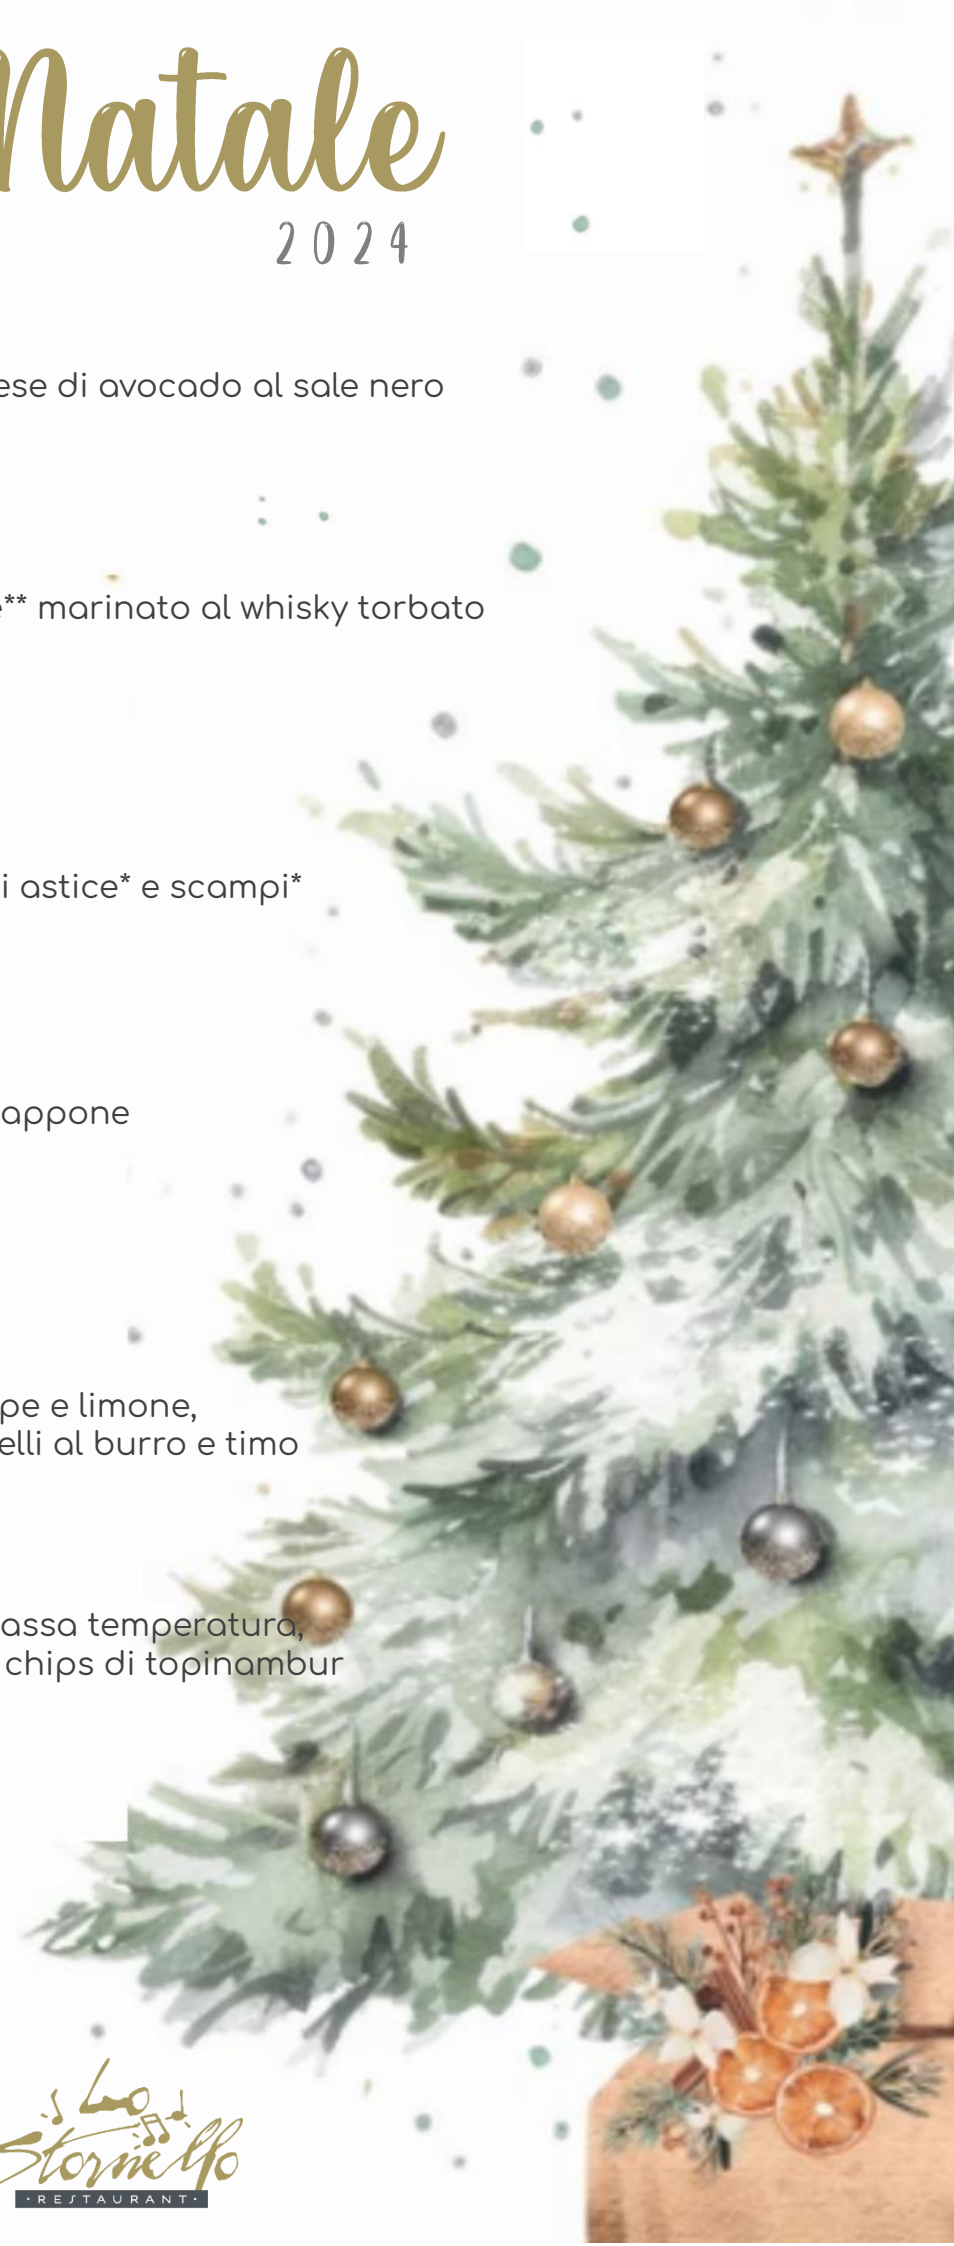 Natale
2024
ese di avocado al sale nero
** marinato al whisky torbato
i astice* e scampi*
appone
pe e limone,
elli al burro e timo
assa temperatura,
chips di topinambur
Lo
Stornello
·RESTAURANT·